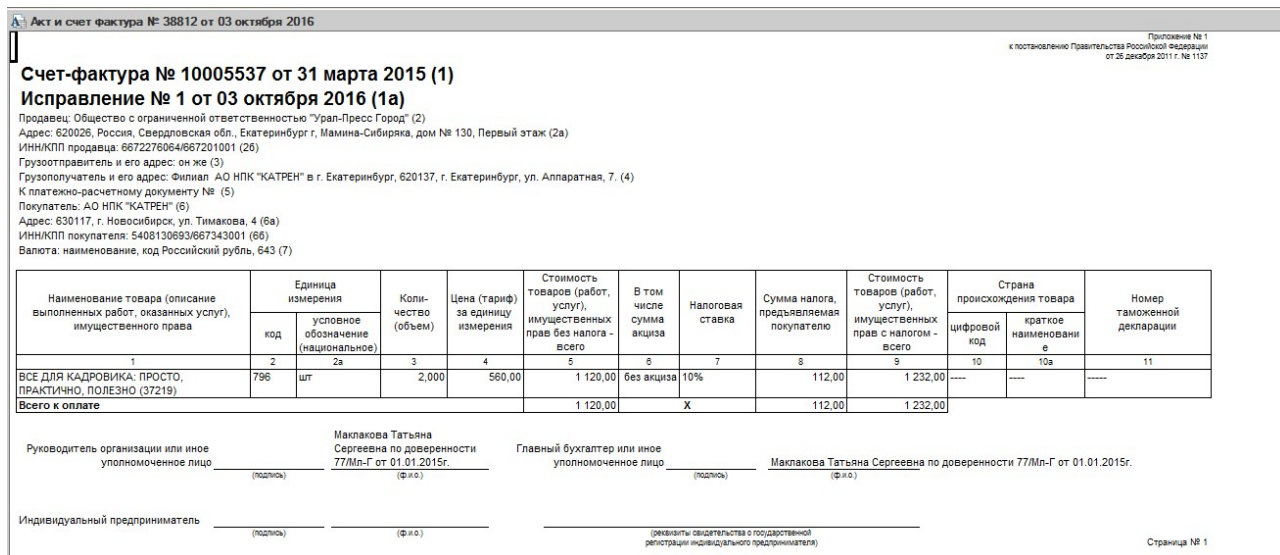 Акт и счет фактура № 38812 от 03 октября 2016
Приложение № 1
к постановлению Правительства Российской Федерации
от 26 декабря 2011 г. № 1137
Счет-фактура № 10005537 от 31 марта 2015 (1)
Исправление № 1 от 03 октября 2016 (1а)
Продавец: Общество с ограниченной ответственностью "Урал-Пресс Город" (2)
Адрес: 620026, Россия, Свердловская обл., Екатеринбург г, Мамина-Сибиряка, дом № 130, Первый этаж (2а)
ИНН/КПП продавца: 6672276064/667201001 (2б)
Грузоотправитель и его адрес: он же (3)
Грузополучатель и его адрес: Филиал АО НПК "КАТРЕН" в г. Екатеринбург, 620137, г. Екатеринбург, ул. Аппаратная, 7. (4)
К платежно-расчетному документу № (5)
Покупатель: АО НПК "КАТРЕН" (6)
Адрес: 630117, г. Новосибирск, ул. Тимакова, 4 (6а)
ИНН/КПП покупателя: 5408130693/667343001 (6б)
Валюта: наименование, код Российский рубль, 643 (7)
Наименование товара (описание
выполненных работ, оказанных услуг),
имущественного права
Единица
измерения
код
условное
обозначение
(национальное)
Коли-
чество
(объем)
Цена (тариф)
за единицу
измерения
Стоимость
товаров (работ,
услуг),
имущественных
прав без налога -
всего
В том
числе
сумма
акциза
Налоговая
ставка
Сумма налога,
предъявляемая
покупателю
Стоимость
товаров (работ,
услуг),
имущественных
прав с налогом -
всего
Страна
происхождения товара
цифровой
код
краткое
наименовани
е
Номер
таможенной
декларации
1 2 2а 3 4 5 6 7 8 9 10 10а 11
ВСЕ ДЛЯ КАДРОВИКА: ПРОСТО, 796 шт 2,000 560,00 1 120,00 без акциза 10% 112,00 1 232,00 ---- ---- -----
ПРАКТИЧНО, ПОЛЕЗНО (37219)
Всего к оплате 1 120,00 X 112,00 1 232,00
Руководитель организации или иное
уполномоченное лицо
(подпись)
Маклакова Татьяна
Сергеевна по доверенности
77/Мл-Г от 01.01.2015г.
(ф.и.о.)
Главный бухгалтер или иное
уполномоченное лицо
(подпись)
Маклакова Татьяна Сергеевна по доверенности 77/Мл-Г от 01.01.2015г.
(ф.и.о.)
Индивидуальный предприниматель
(подпись)
(ф.и.о.)
(реквизиты свидетельства о государственной
регистрации индивидуального предпринимателя)
Страница № 1